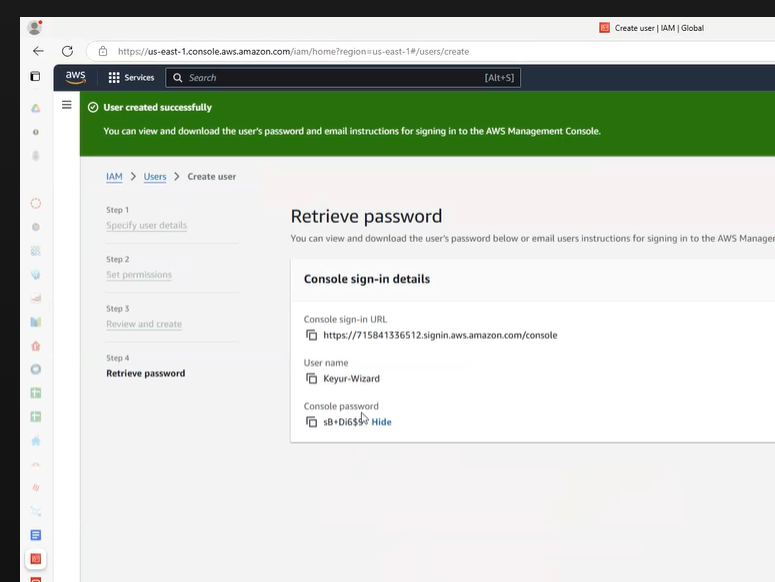 Create user | IAM | Global
https://us-east-1.console.aws.amazon.com/iam/home?region=us-east-1#/users/create
aws Services Search [Alt+S]
User created successfully
You can view and download the user's password and email instructions for signing in to the AWS Management Console.
IAM > Users > Create user
Step 1
Specify user details
Step 2
Set permissions
Step 3
Review and create
Step 4
Retrieve password
Retrieve password
You can view and download the user's password below or email users instructions for signing in to the AWS
Console sign-in details
Console sign-in URL
https://715841336512.signin.aws.amazon.com/console
User name
Keyur-Wizard
Console password
Hide